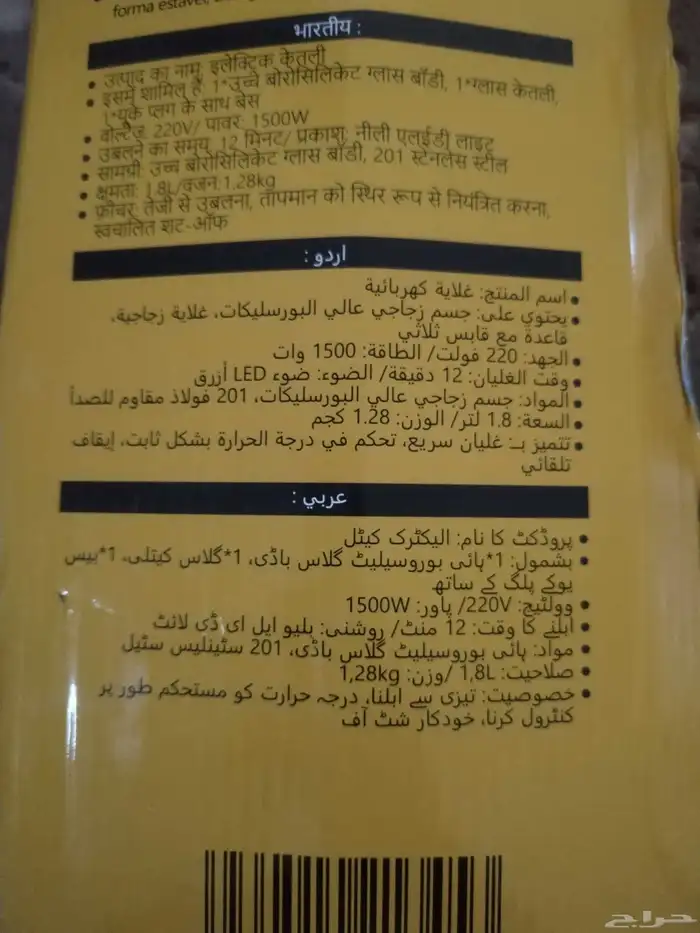 forma estável,
भारतीय :
• उत्पाद का नाम: इलेक्ट्रिक केतली
• इसमें शामिल हैं: 1*उच्च बोरोसिलिकेट ग्लास बॉडी, 1*ग्लास केतली,
1*यूके प्लग के साथ बेस
• वोल्टेज: 220V/ पावर: 1500W
• उबलने का समय: 12 मिनट/ प्रकाश: नीली एलईडी लाइट
• सामग्री: उच्च बोरोसिलिकेट ग्लास बॉडी, 201 स्टेनलेस स्टील
• क्षमता: 1.8L/वजन:1.28kg
• फ़ीचर: तेजी से उबलना, तापमान को स्थिर रूप से नियंत्रित करना,
स्वचालित शट-ऑफ
اردو :
• اسم المنتج: غلاية كهربائية
• يحتوي على: جسم زجاجي عالي البورسليكات، غلاية زجاجية،
قاعدة مع قابس ثلاثي
• الجهد: 220 فولت/ الطاقة: 1500 وات
• وقت الغليان: 12 دقيقة/ الضوء: ضوء LED أزرق
• المواد: جسم زجاجي عالي البورسليكات، 201 فولاذ مقاوم للصدأ
• السعة: 1.8 لتر/ الوزن: 1.28 كجم
• تتميز بـ: غليان سريع، تحكم في درجة الحرارة بشكل ثابت، إيقاف
تلقائي
عربي :
• پروڈکٹ کا نام: الیکٹرک کیٹل
• بشمول: 1*ہائی بوروسیلیٹ گلاس باڈی، 1*گلاس کیتلی، 1*بیس
یوکے پلگ کے ساتھ
• وولٹیج: 220V/ پاور: 1500W
• ابلنے کا وقت: 12 منٹ/ روشنی: بلیو ایل ای ڈی لائٹ
• مواد: ہائی بوروسیلیٹ گلاس باڈی، 201 سٹینلیس سٹیل
• صلاحیت: 1,8L /وزن: 1,28kg
• خصوصیت: تیزی سے ابلنا، درجہ حرارت کو مستحکم طور پر
کنٹرول کرنا، خودکار شٹ آف
حراج